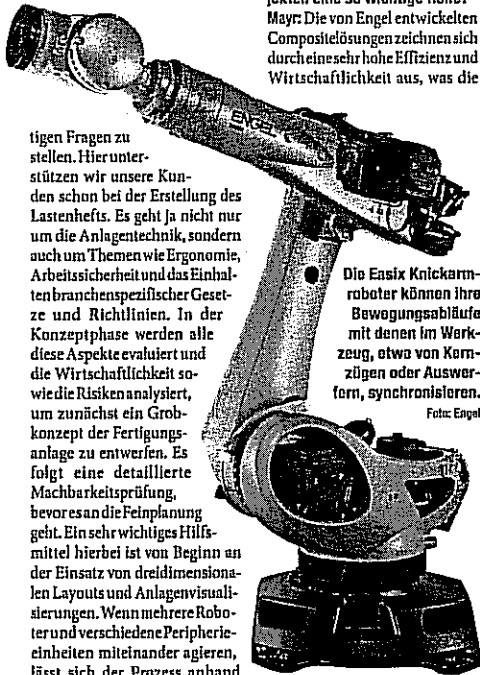 tigen Fragen zu
stellen. Hier unter-
stützen wir unsere Kun-
den schon bei der Erstellung des
Lastenhefts. Es geht ja nicht nur
um die Anlagentechnik, sondern
auch um Themen wie Ergonomie,
Arbeitssicherheit und das Einhal-
ten branchenspezifischer Geset-
ze und Richtlinien. In der
Konzeptphase werden alle
diese Aspekte evaluiert und
die Wirtschaftlichkeit so-
wie die Risiken analysiert,
um zunächst ein Grob-
konzept der Fertigungs-
anlage zu entwerfen. Es
folgt eine detaillierte
Machbarkeitsprüfung,
bevor es an die Feinplanung
geht. Ein sehr wichtiges Hilfs-
mittel hierbei ist von Beginn an
der Einsatz von dreidimensiona-
len Layouts und Anlagenvisuali-
sierungen. Wenn mehrere Robo-
ter und verschiedene Peripherie-
einheiten miteinander agieren,
lässt sich der Prozess anhand
jekten eine so wichtige Rolle?
Mayr: Die von Engel entwickelten
Compositelösungen zeichnen sich
durch eine sehr hohe Effizienz und
Wirtschaftlichkeit aus, was die
ENGEL
Die Easix Knickarm-
roboter können ihre
Bewegungsabläufe
mit denen im Werk-
zeug, etwa von Kern-
zügen oder Auswer-
fern, synchronisieren.
Foto: Engel